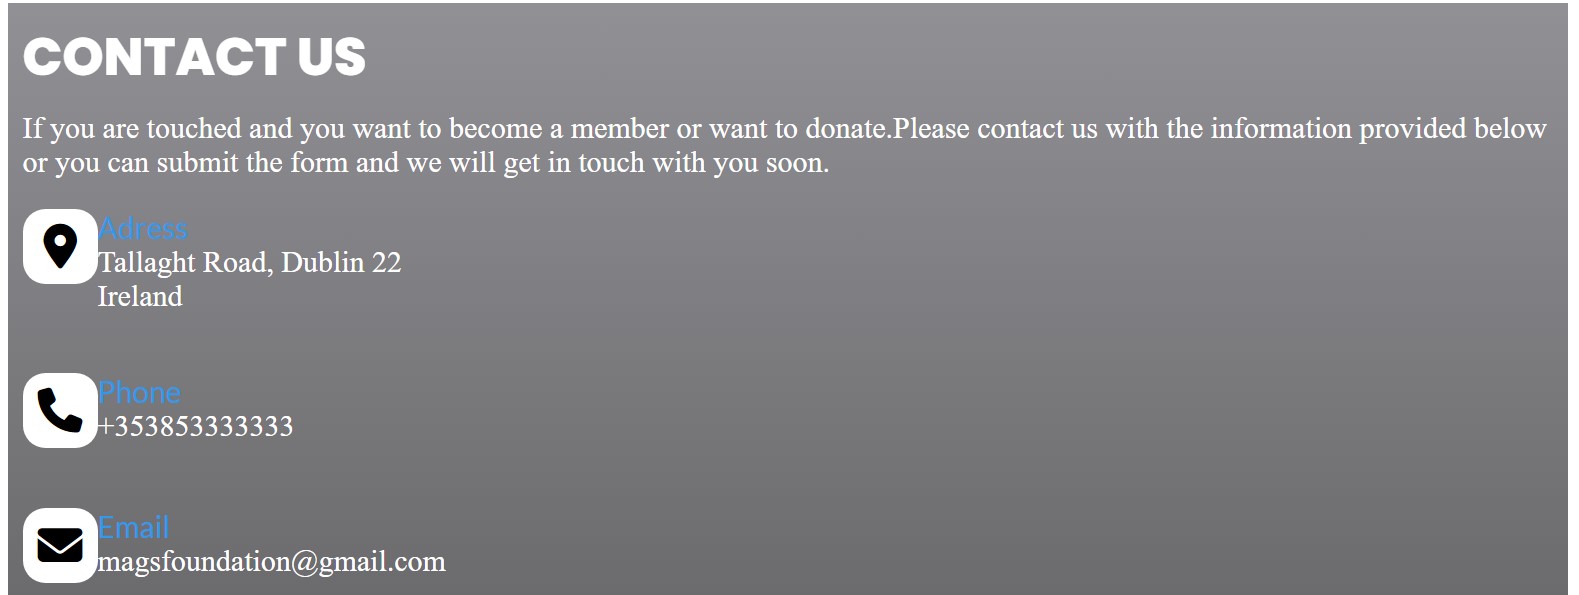 CONTACT US
If you are touched and you want to become a member or want to donate.Please contact us with the information provided below
or you can submit the form and we will get in touch with you soon.
Adress
Tallaght Road, Dublin 22
Ireland
Phone
+353853333333
Email
magsfoundation@gmail.com